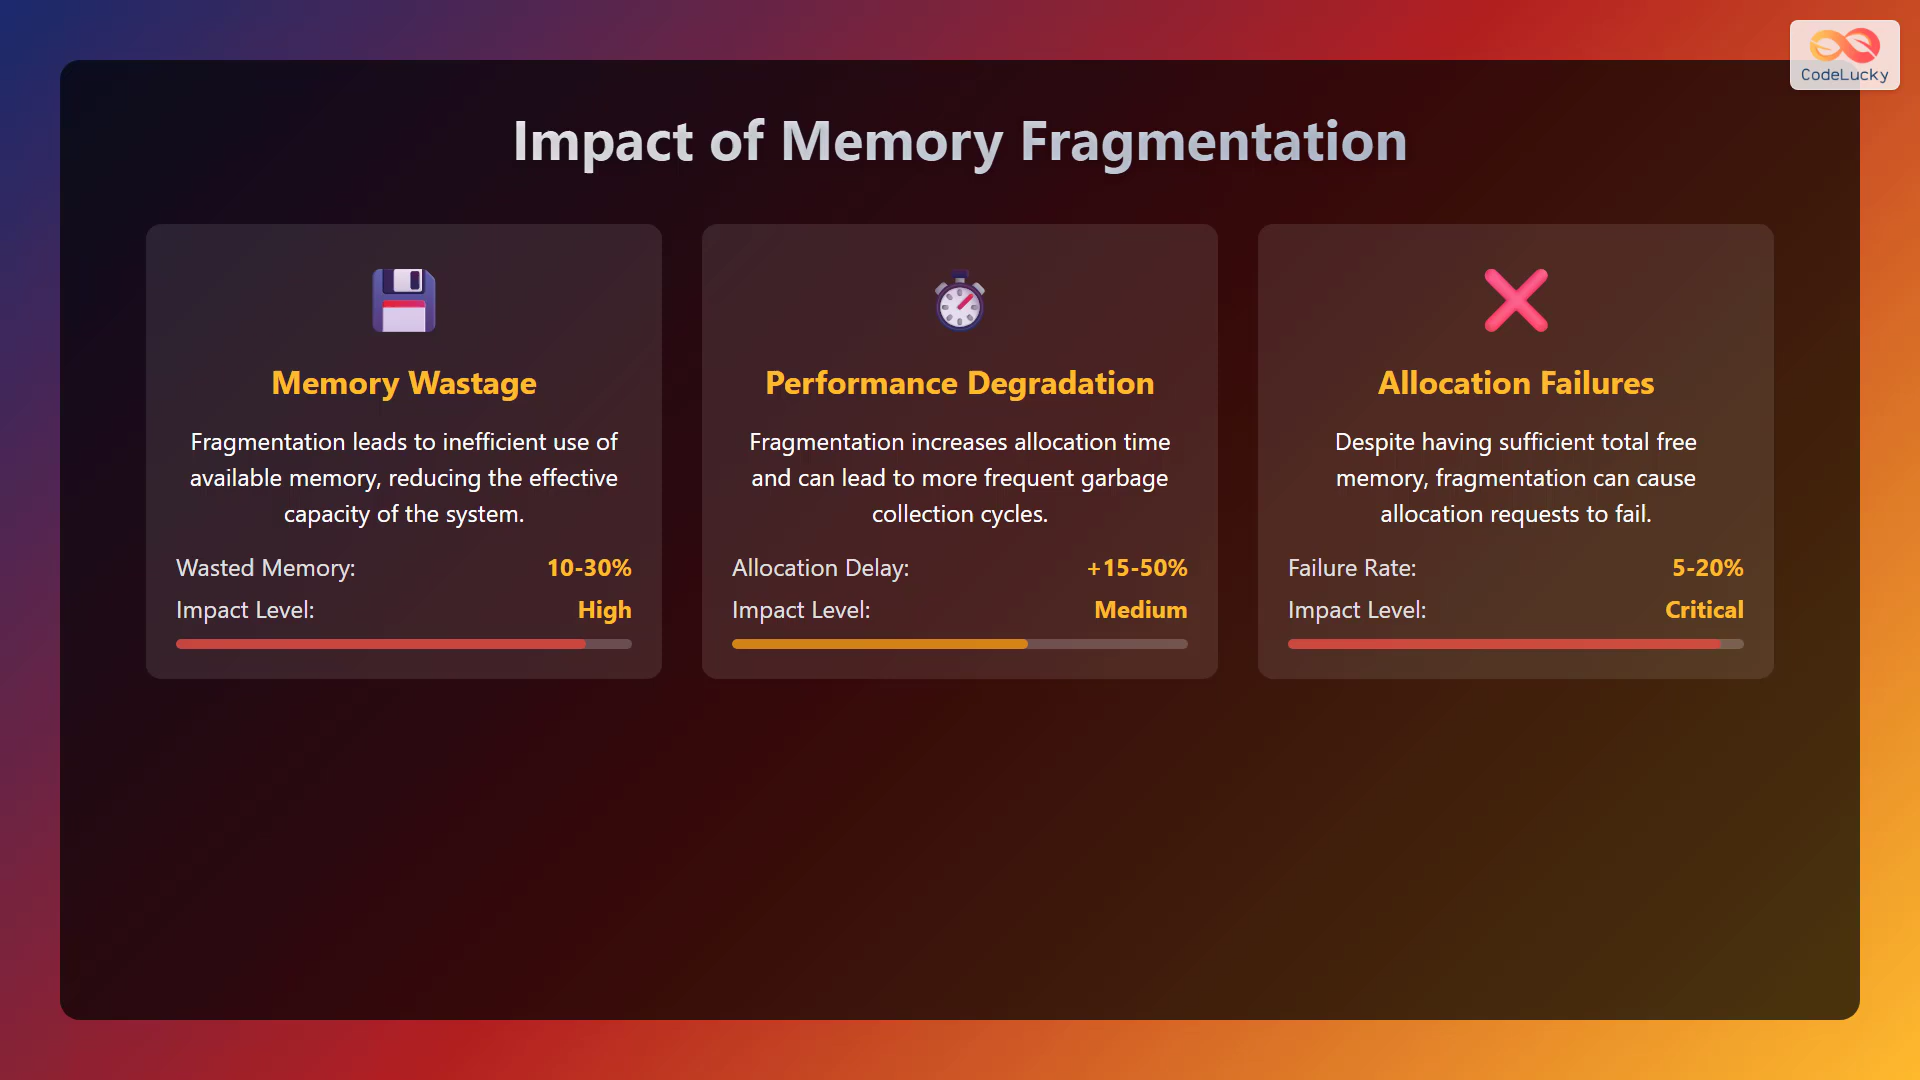 CodeLucky
Impact of Memory Fragmentation
Memory Wastage
Fragmentation leads to inefficient use of
available memory, reducing the effective
capacity of the system.
Wasted Memory: 10-30%
Impact Level: High
Performance Degradation
Fragmentation increases allocation time
and can lead to more frequent garbage
collection cycles.
Allocation Delay: +15-50%
Impact Level: Medium
Allocation Failures
Despite having sufficient total free
memory, fragmentation can cause
allocation requests to fail.
Failure Rate: 5-20%
Impact Level: Critical